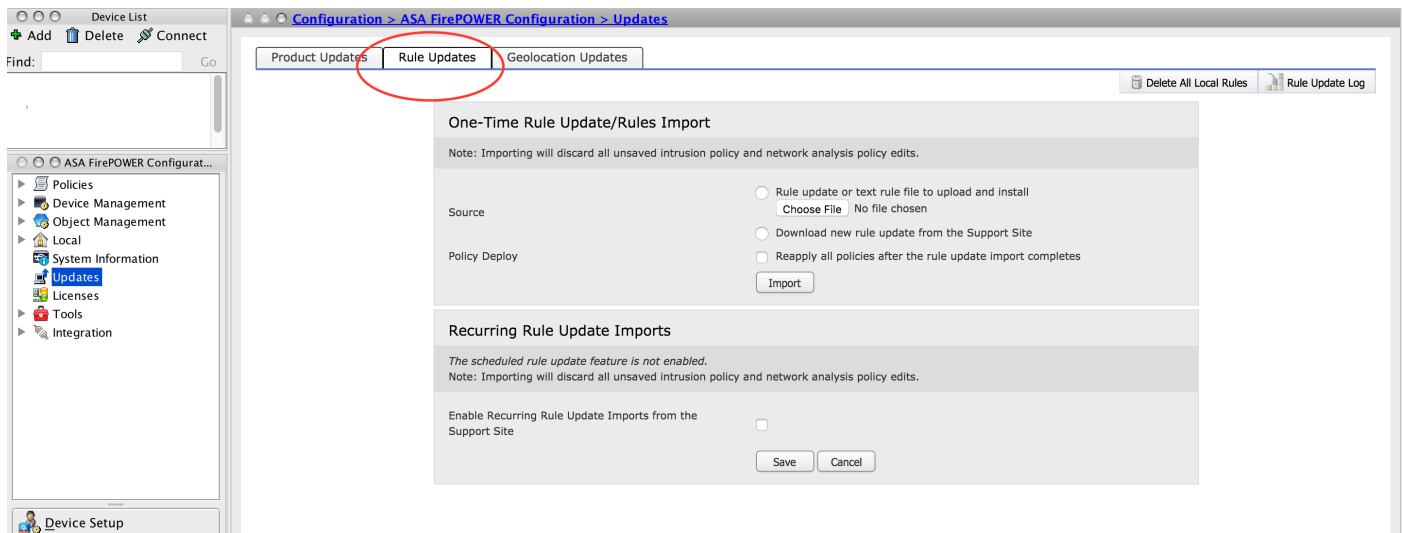 Device List
Add Delete Connect
Find: Go
ASA FirePOWER Configurat...
Policies
Device Management
Object Management
Local
System Information
Updates
Licenses
Tools
Integration
Device Setup
Configuration > ASA FirePOWER Configuration > Updates
Product Updates Rule Updates Geolocation Updates
Delete All Local Rules Rule Update Log
One-Time Rule Update/Rules Import
Note: Importing will discard all unsaved intrusion policy and network analysis policy edits.
Source
Rule update or text rule file to upload and install
Choose File No file chosen
Download new rule update from the Support Site
Policy Deploy
Reapply all policies after the rule update import completes
Import
Recurring Rule Update Imports
The scheduled rule update feature is not enabled.
Note: Importing will discard all unsaved intrusion policy and network analysis policy edits.
Enable Recurring Rule Update Imports from the
Support Site
Save Cancel